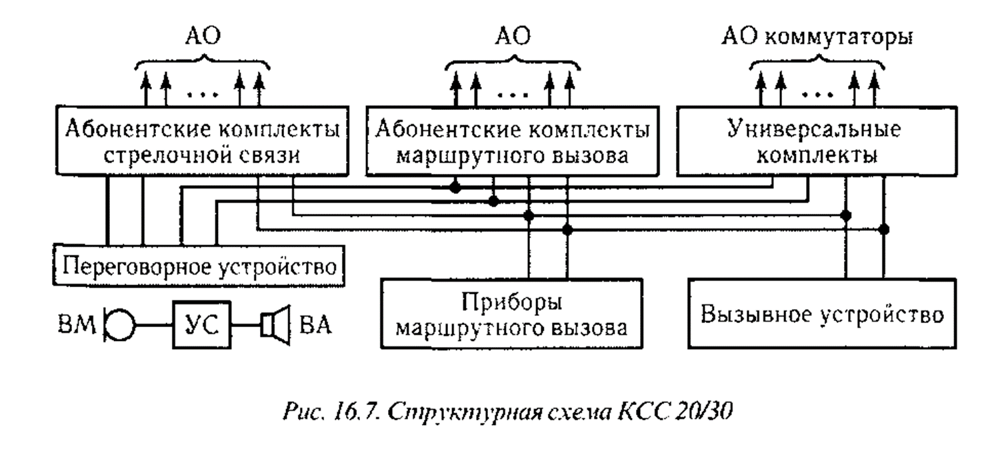 АО
АО
АО коммутаторы
Абонентские комплекты
стрелочной связи
Абонентские комплекты
маршрутного вызова
Универсальные
комплекты
Переговорное устройство
ВМ
УС
ВА
Приборы
маршрутного вызова
Вызывное устройство
Рис. 16.7. Структурная схема КСС 20/30